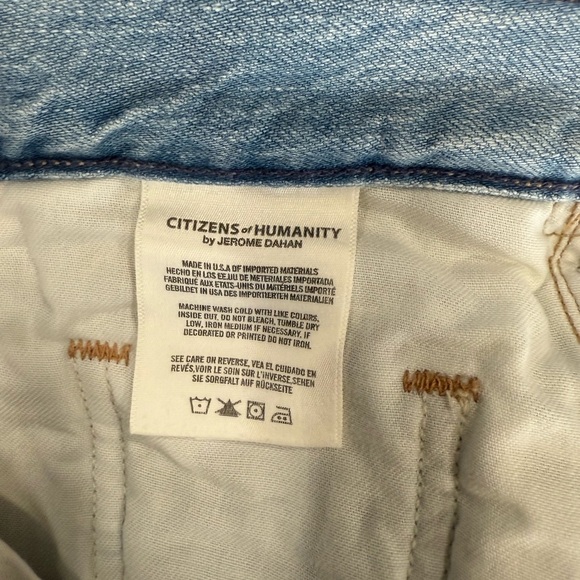 CITIZENS of HUMANITY
by JEROME DAHAN
MADE IN U.S.A OF IMPORTED MATERIALS
HECHO EN LOS EE.UU DE METERIALES IMPORTADA
FABRIQUE AUX ETATS-UNIS DU MATÉRIELS IMPORTÉ
GEBILDET IN USA DES IMPORTIERTEN MATERIALIEN
MACHINE WASH COLD WITH LIKE COLORS,
INSIDE OUT, DO NOT BLEACH, TUMBLE DRY
LOW, IRON MEDIUM IF NECESSARY. IF
DECORATED OR PRINTED DO NOT IRON.
SEE CARE ON REVERSE, VEA EL CUIDADO EN
REVÉS,VOIR LE SOIN SUR L'INVERSE.SEHEN
SIE SORGFALT AUF RÜCKSEITE